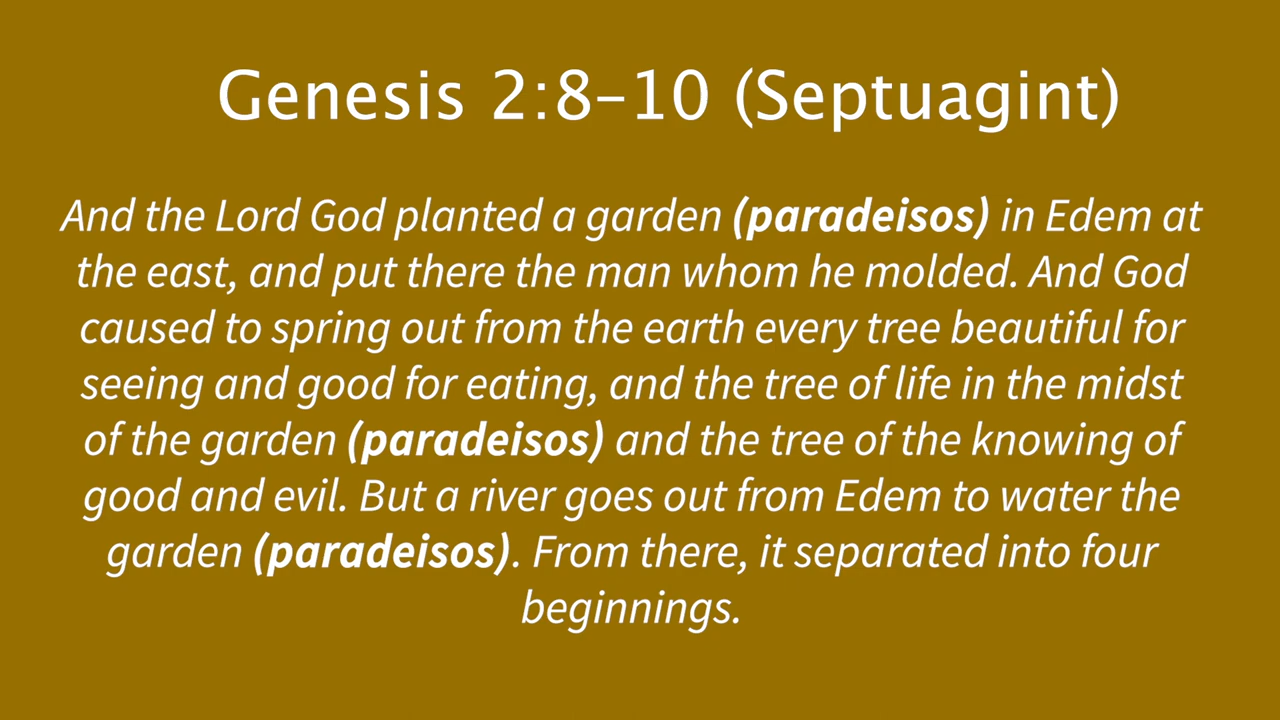 Genesis 2:8–10 (Septuagint)
And the Lord God planted a garden (paradeisos) in Edem at
the east, and put there the man whom he molded. And God
caused to spring out from the earth every tree beautiful for
seeing and good for eating, and the tree of life in the midst
of the garden (paradeisos) and the tree of the knowing of
good and evil. But a river goes out from Edem to water the
garden (paradeisos). From there, it separated into four
beginnings.